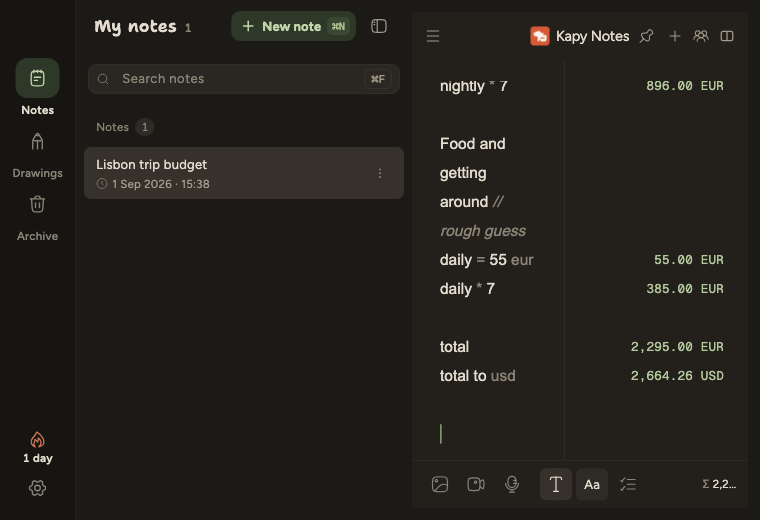 My notes 1
New note ⌘N
Search notes ⌘F
Notes 1
Lisbon trip budget
1 Sep 2026 · 15:38
Notes
Drawings
Archive
1 day
Kapy Notes
nightly * 7 896.00 EUR
Food and
getting
around //
rough guess
daily = 55 eur 55.00 EUR
daily * 7 385.00 EUR
total 2,295.00 EUR
total to usd 2,664.26 USD
Aa
Σ 2,2...